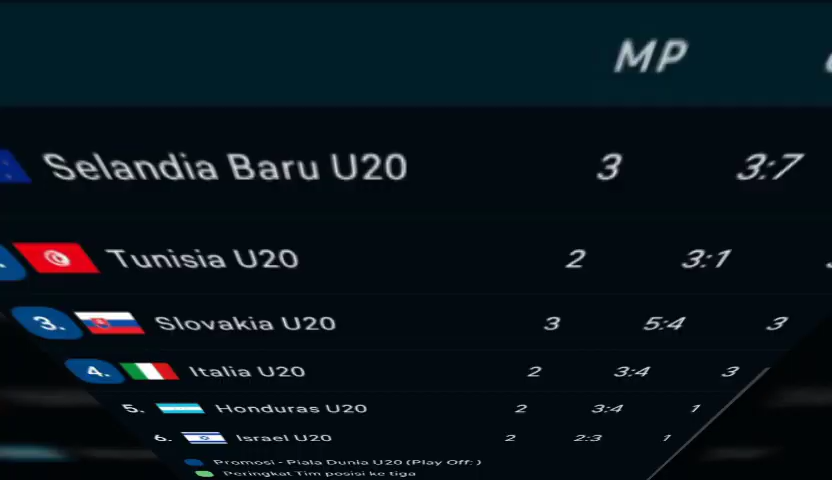 MP
Selandia Baru U20 3 3:7
Tunisia U20 2 3:1
3. Slovakia U20 3 5:4 3
4. Italia U20 2 3:4 3
5. Honduras U20 2 3:4 1
6. Israel U20 2 2:3 1
Promosi - Piala Dunia U20 (Play Off: )
Peringkat Tim posisi ke tiga